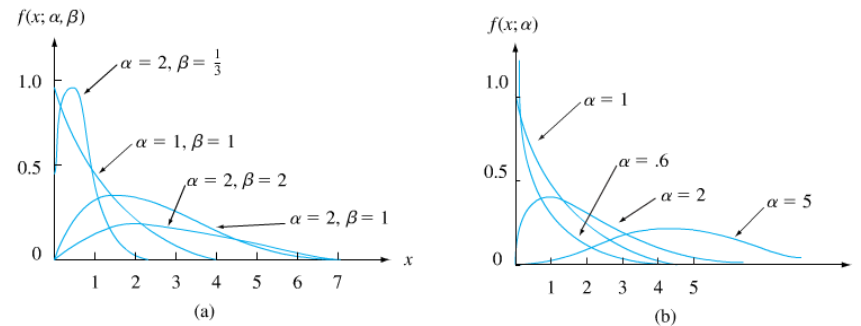 f(x; α, β)
1.0
0.5
0
α = 2, β = 1/3
α = 1, β = 1
α = 2, β = 2
α = 2, β = 1
x
1 2 3 4 5 6 7
(a)
f(x; α)
1.0
0.5
0
α = 1
α = .6
α = 2
α = 5
1 2 3 4 5
(b)